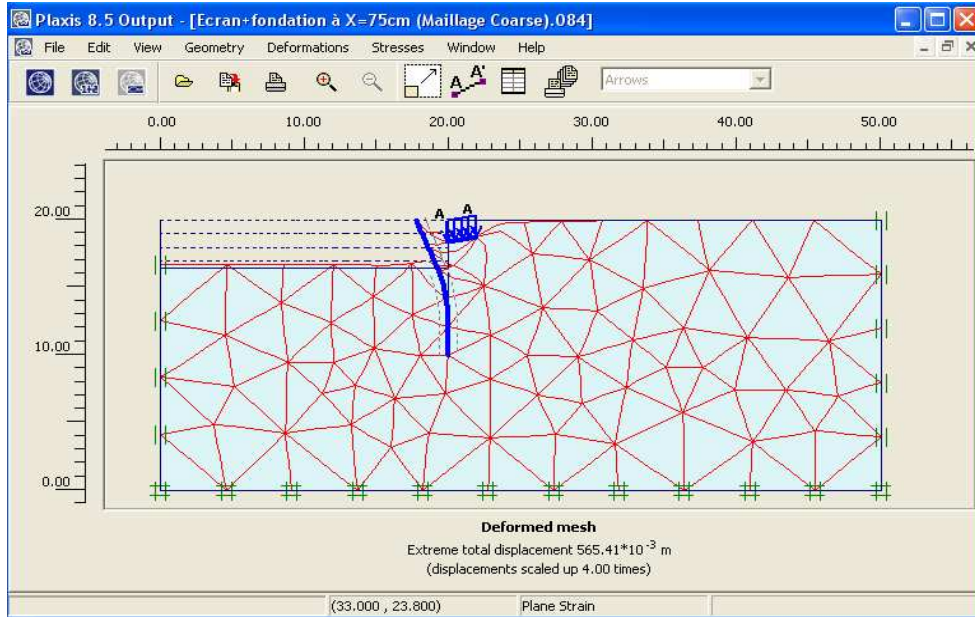 Plaxis 8.5 Output - [Ecran+fondation à X=75cm (Maillage Coarse).084]
File Edit View Geometry Deformations Stresses Window Help
A A' Arrows
0.00 10.00 20.00 30.00 40.00 50.00
20.00
A A
10.00
0.00
Deformed mesh
Extreme total displacement 565.41*10-3 m
(displacements scaled up 4.00 times)
(33.000 , 23.800) Plane Strain